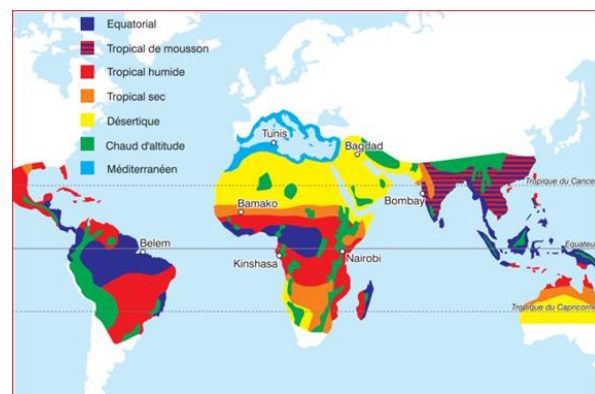 Equatorial
Tropical de mousson
Tropical humide
Tropical sec
Désertique
Chaud d'altitude
Méditerranéen
Tunis
Bagdad
Tropique du Cancer
Bamako
Bombay
Belem
Equateur
Kinshasa
Nairobi
Tropique du Capricorne